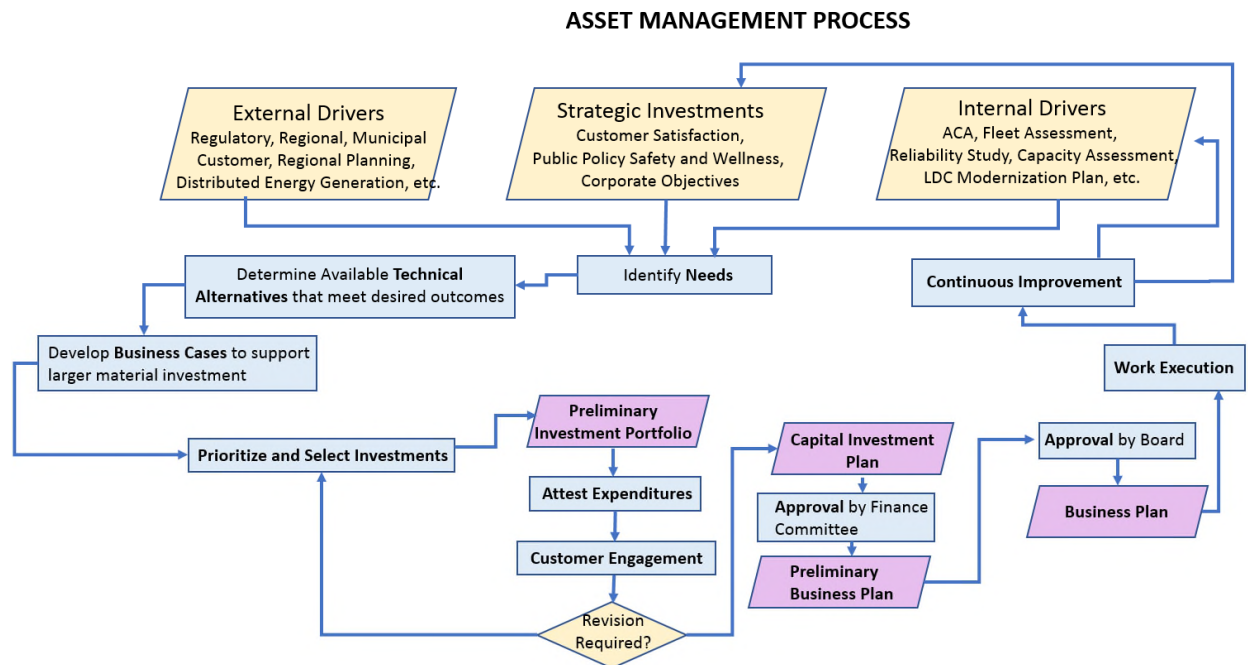 ASSET MANAGEMENT PROCESS
External Drivers
Regulatory, Regional, Municipal
Customer, Regional Planning,
Distributed Energy Generation, etc.
Strategic Investments
Customer Satisfaction,
Public Policy Safety and Wellness,
Corporate Objectives
Internal Drivers
ACA, Fleet Assessment,
Reliability Study, Capacity Assessment,
LDC Modernization Plan, etc.
Identify Needs
Determine Available Technical
Alternatives that meet desired outcomes
Develop Business Cases to support
larger material investment
Prioritize and Select Investments
Preliminary
Investment Portfolio
Attest Expenditures
Customer Engagement
Revision
Required?
Capital Investment
Plan
Approval by Finance
Committee
Preliminary
Business Plan
Approval by Board
Business Plan
Work Execution
Continuous Improvement